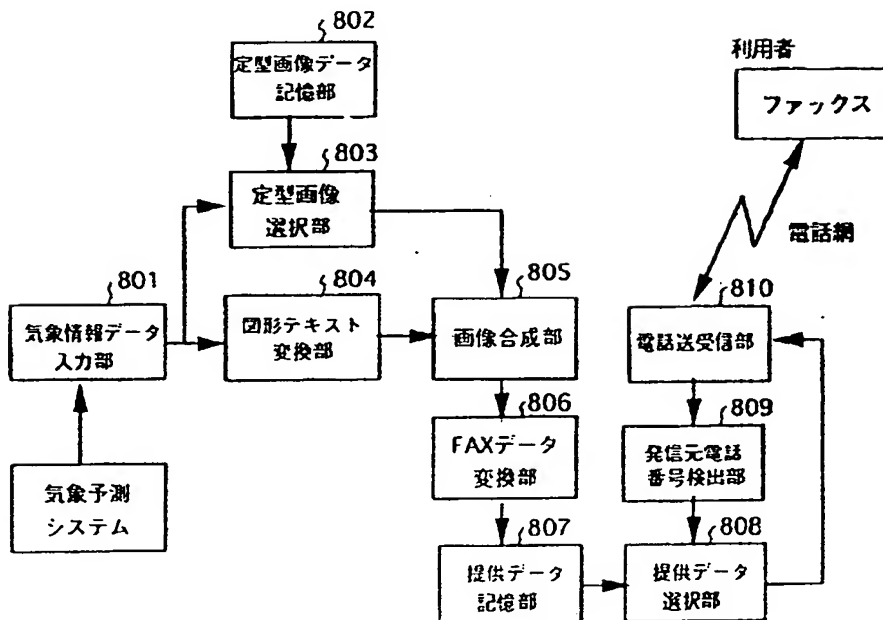 802
定型画像データ
記憶部
利用者
ファックス
803
定型画像
選択部
電話網
801
気象情報データ
入力部
804
図形テキスト
変換部
805
画像合成部
810
電話送受信部
806
FAXデータ
変換部
809
発信元電話
番号検出部
気象予測
システム
807
提供データ
記憶部
808
提供データ
選択部